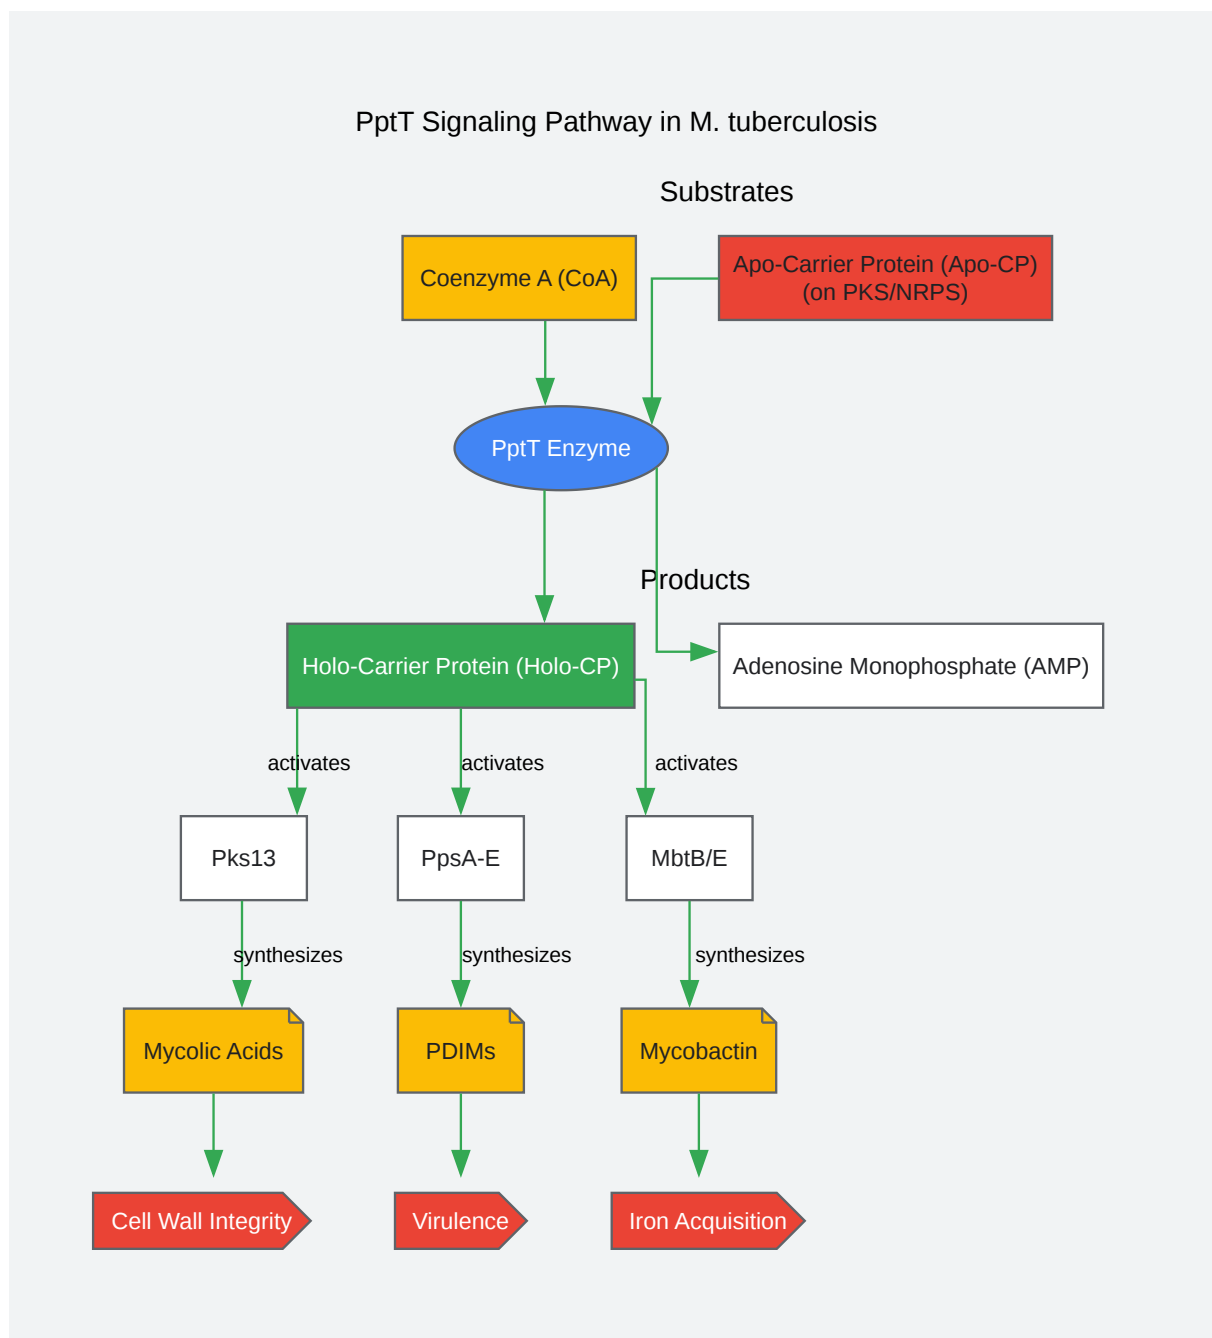 PptT Signaling Pathway in M. tuberculosis
Substrates
Coenzyme A (CoA)
Apo-Carrier Protein (Apo-CP)
(on PKS/NRPS)
PptT Enzyme
Products
Holo-Carrier Protein (Holo-CP)
Adenosine Monophosphate (AMP)
activates
activates
activates
Pks13
PpsA-E
MbtB/E
synthesizes
synthesizes
synthesizes
Mycolic Acids
PDIMs
Mycobactin
Cell Wall Integrity
Virulence
Iron Acquisition